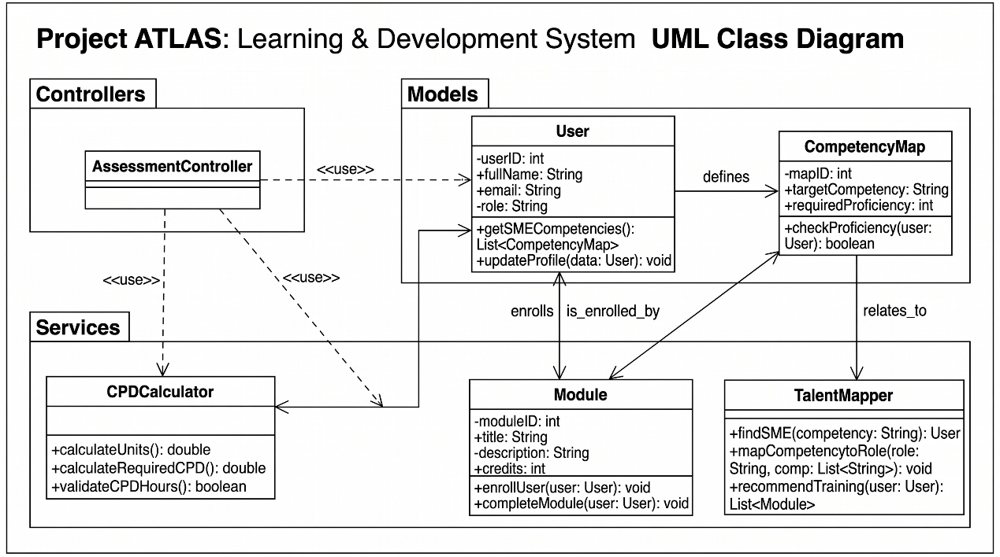 Project ATLAS: Learning & Development System UML Class Diagram
Controllers
AssessmentController
<<use>>
<<use>>
<<use>>
Models
User
-userID: int
+fullName: String
+email: String
-role: String
+getSMECompetencies():
List<CompetencyMap>
+updateProfile(data: User): void
defines
CompetencyMap
-mapID: int
+targetCompetency: String
+requiredProficiency: int
+checkProficiency(user:
User): boolean
enrolls
is_enrolled_by
relates_to
Services
CPDCalculator
+calculateUnits(): double
+calculateRequiredCPD(): double
+validateCPDHours(): boolean
Module
-moduleID: int
+title: String
-description: String
+credits: int
+enrollUser(user: User): void
+completeModule(user: User): void
TalentMapper
+findSME(competency: String): User
+mapCompetencytoRole(role:
String, comp: List<String>): void
+recommendTraining(user: User):
List<Module>